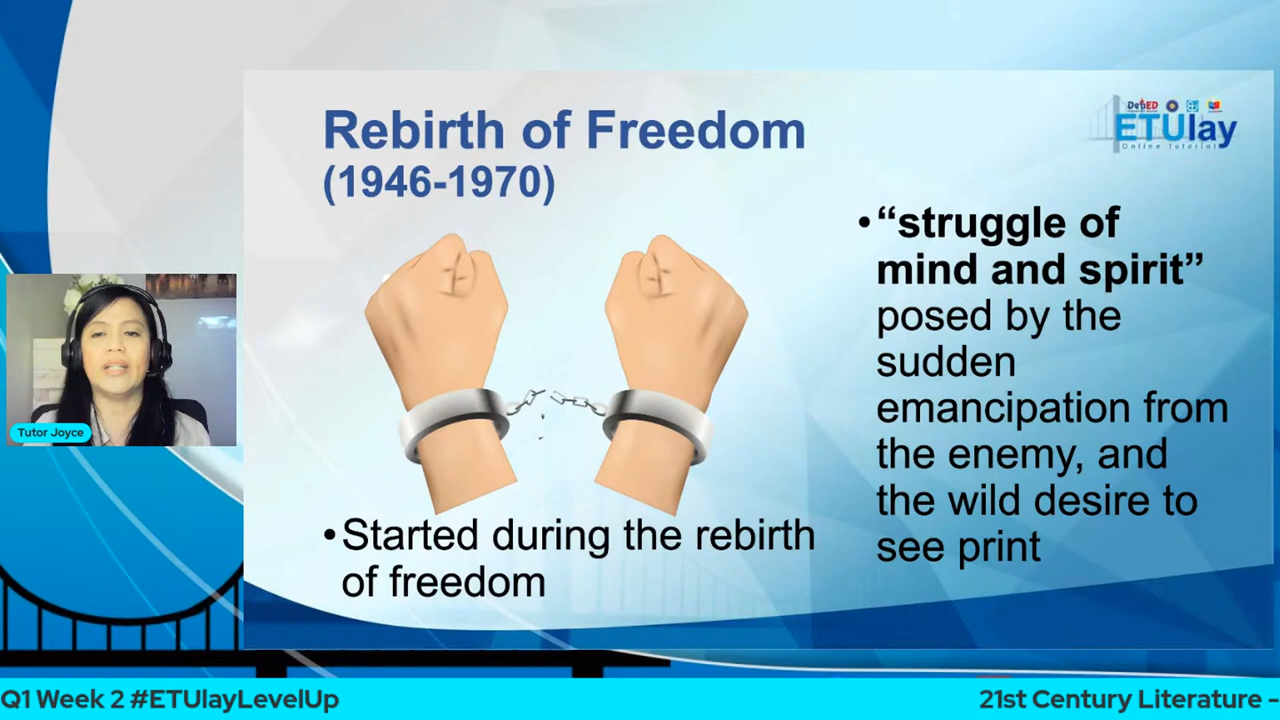 Rebirth of Freedom
(1946-1970)
DepED
ETUlay
Online Tutorial
• “struggle of
mind and spirit”
posed by the
sudden
emancipation from
the enemy, and
the wild desire to
see print
Tutor Joyce
• Started during the rebirth
of freedom
Q1 Week 2 #ETUlayLevelUp
21st Century Literature -